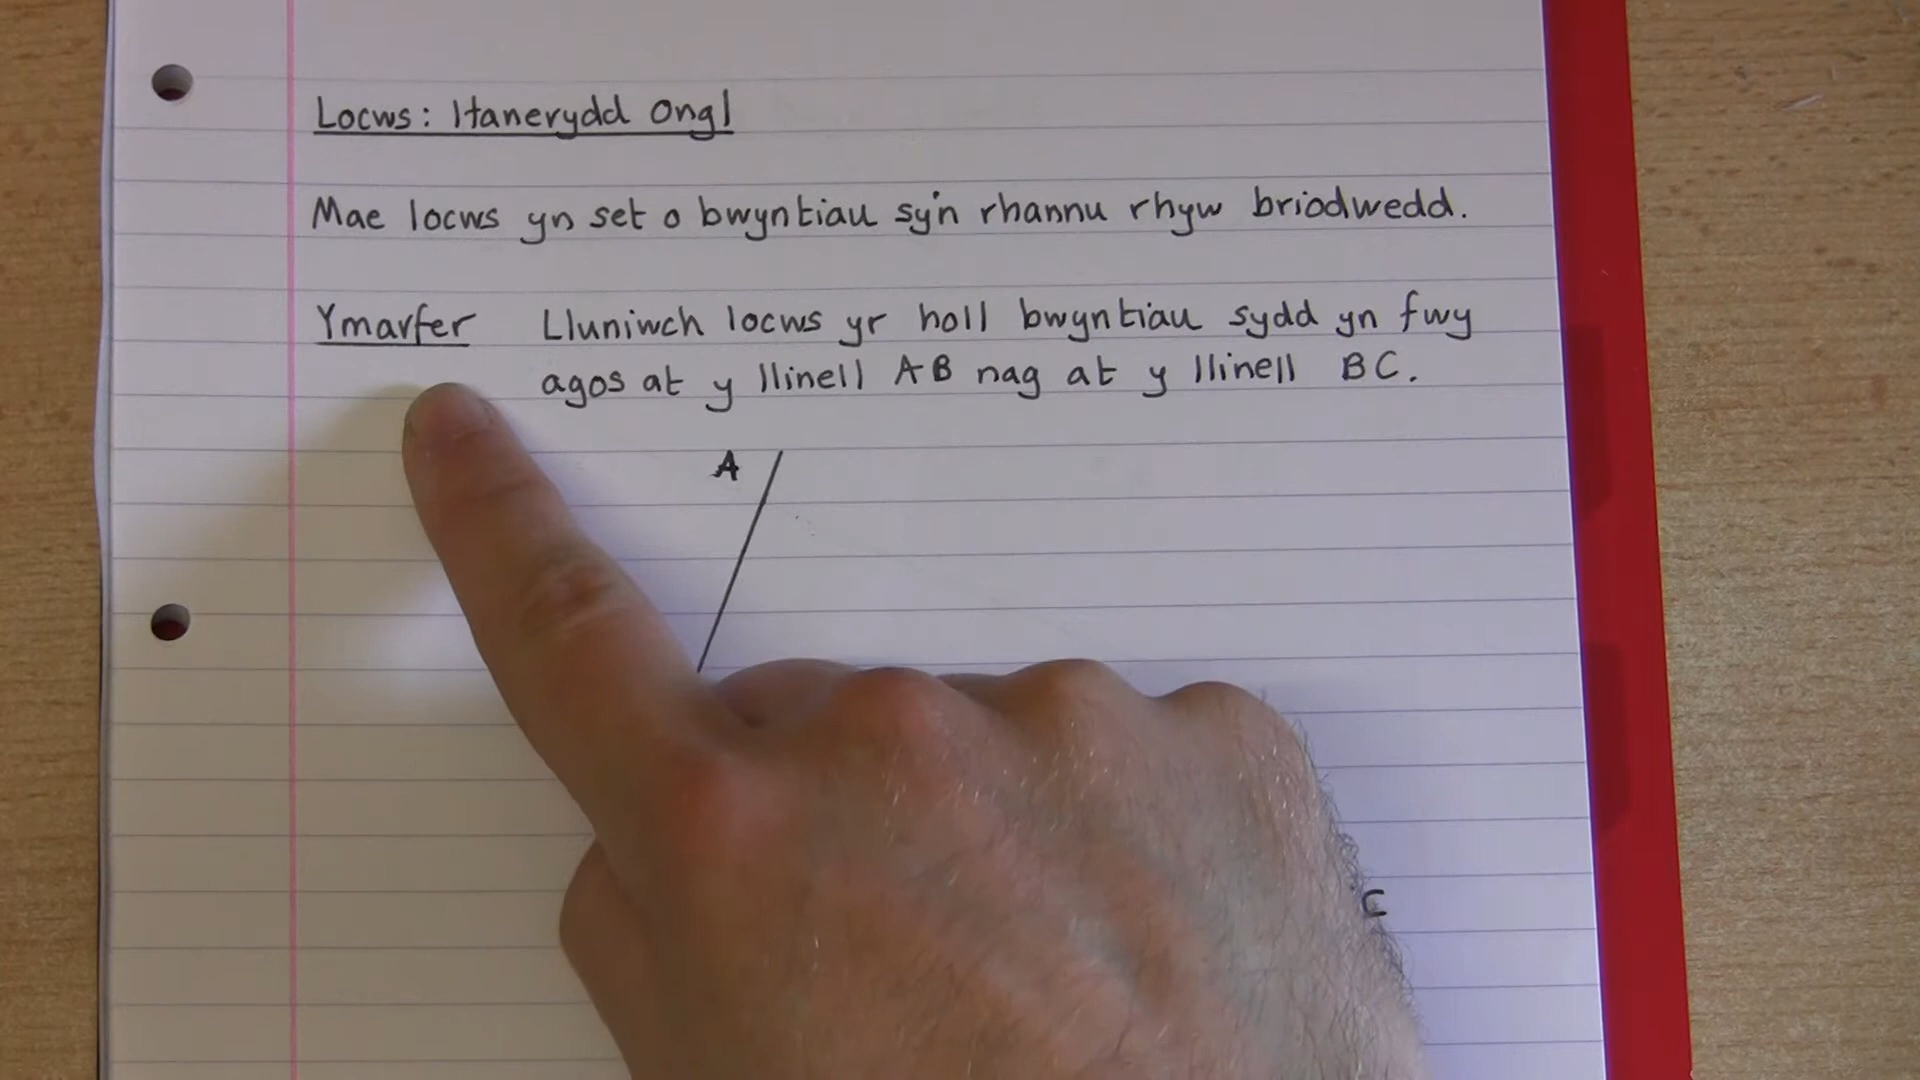 Locws: Hanerydd Ongl
Mae locws yn set o bwyntiau sy'n rhannu rhyw briodwedd.
Ymarfer Lluniwch locws yr holl bwyntiau sydd yn fwy
agos at y llinell AB nag at y llinell BC.
A
C